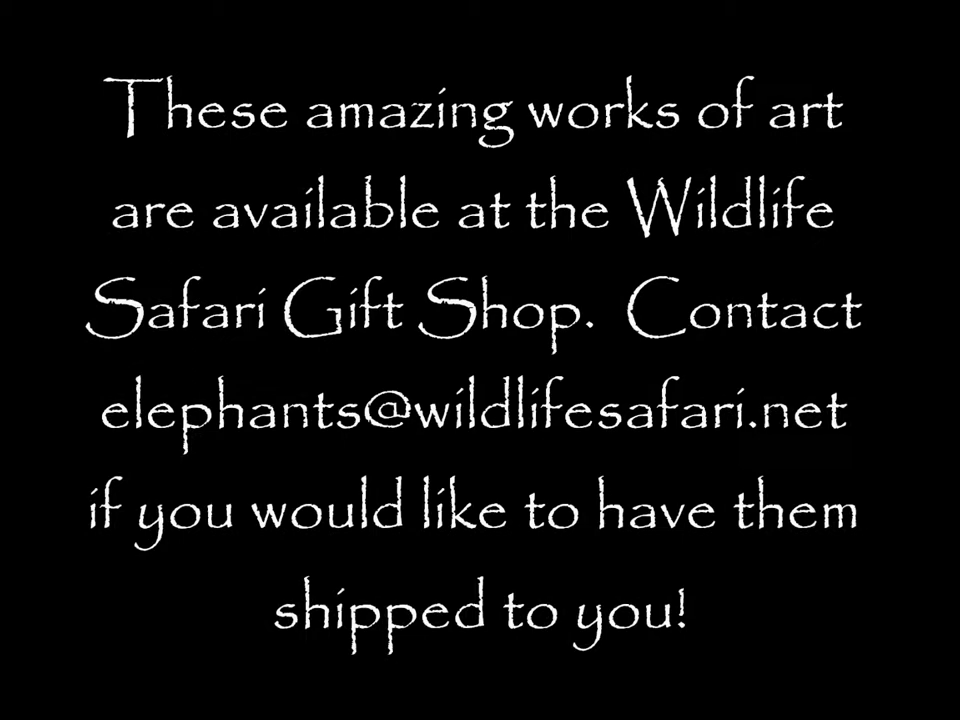 These amazing works of art
are available at the Wildlife
Safari Gift Shop.  Contact
elephants@wildlifesafari.net
if you would like to have them
shipped to you!